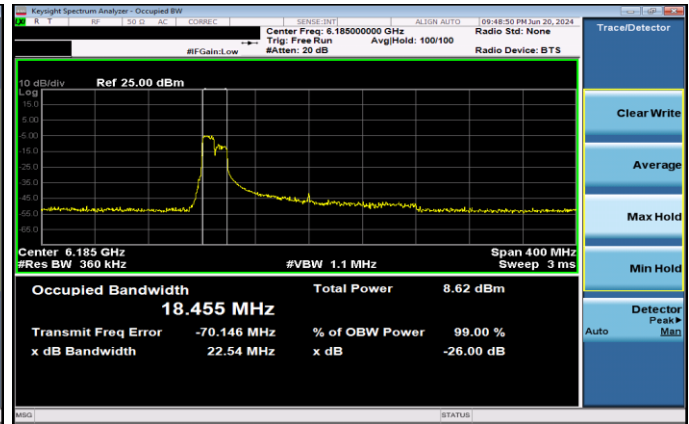 Keysight Spectrum Analyzer - Occupied BW
R T RF 50 Ω AC CORREC SENSE:INT ALIGN AUTO 09:48:50 PM Jun 20, 2024
Center Freq: 6.185000000 GHz Radio Std: None
Trig: Free Run Avg|Hold: 100/100
#IFGain:Low #Atten: 20 dB Radio Device: BTS
Trace/Detector
10 dB/div Ref 25.00 dBm
Log
15.0
5.00
-5.00
-15.0
-25.0
-35.0
-45.0
-55.0
-65.0
Center 6.185 GHz Span 400 MHz
#Res BW 360 kHz #VBW 1.1 MHz Sweep 3 ms
Occupied Bandwidth Total Power 8.62 dBm
18.455 MHz
Transmit Freq Error -70.146 MHz % of OBW Power 99.00 %
x dB Bandwidth 22.54 MHz x dB -26.00 dB
Clear Write
Average
Max Hold
Min Hold
Detector
Peak▶
Auto Man
MSG STATUS